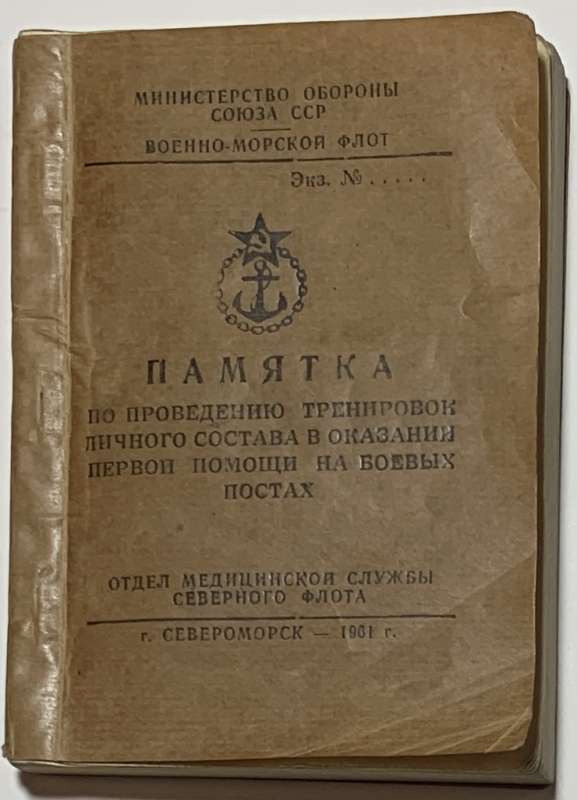 МИНИСТЕРСТВО ОБОРОНЫ
СОЮЗА ССР
ВОЕННО-МОРСКОЙ ФЛОТ
Экз. № . . . . .
ПАМЯТКА
ПО ПРОВЕДЕНИЮ ТРЕНИРОВОК
ЛИЧНОГО СОСТАВА В ОКАЗАНИИ
ПЕРВОЙ ПОМОЩИ НА БОЕВЫХ
ПОСТАХ
ОТДЕЛ МЕДИЦИНСКОЙ СЛУЖБЫ
СЕВЕРНОГО ФЛОТА
г. СЕВЕРОМОРСК — 1961 г.